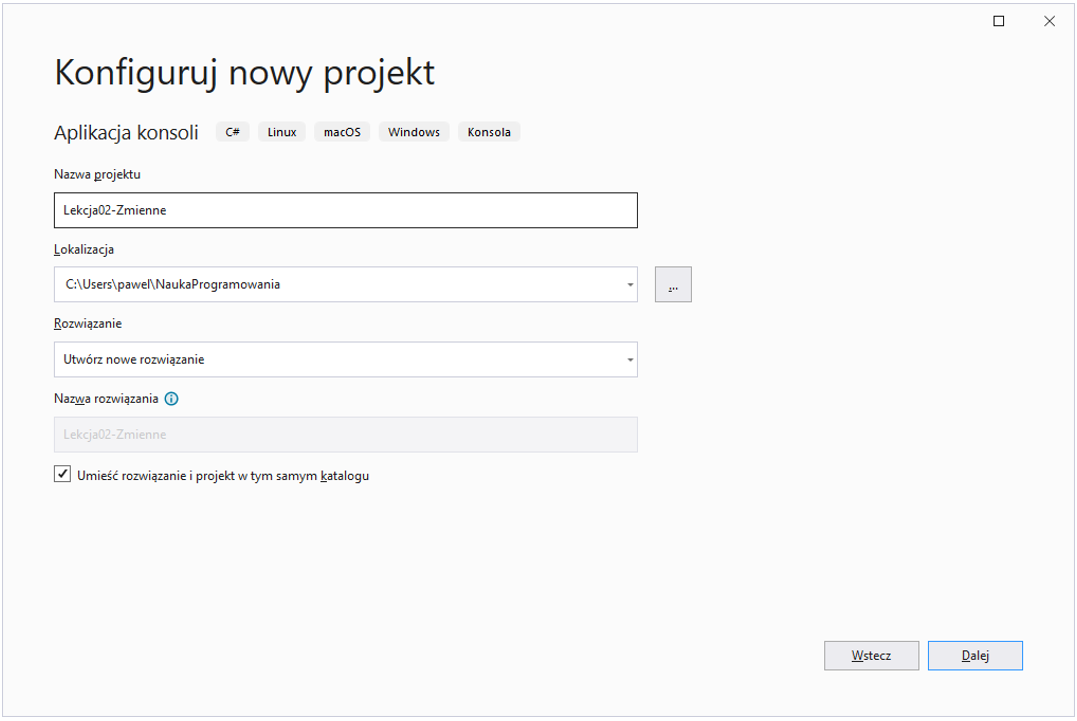 Konfiguruj nowy projekt
Aplikacja konsoli C# Linux macOS Windows Konsola
Nazwa projektu
Lekcja02-Zmienne
Lokalizacja
C:\Users\pawel\NaukaProgramowania
...
Rozwiązanie
Utwórz nowe rozwiązanie
Nazwa rozwiązania
Lekcja02-Zmienne
Umieść rozwiązanie i projekt w tym samym katalogu
Wstecz Dalej